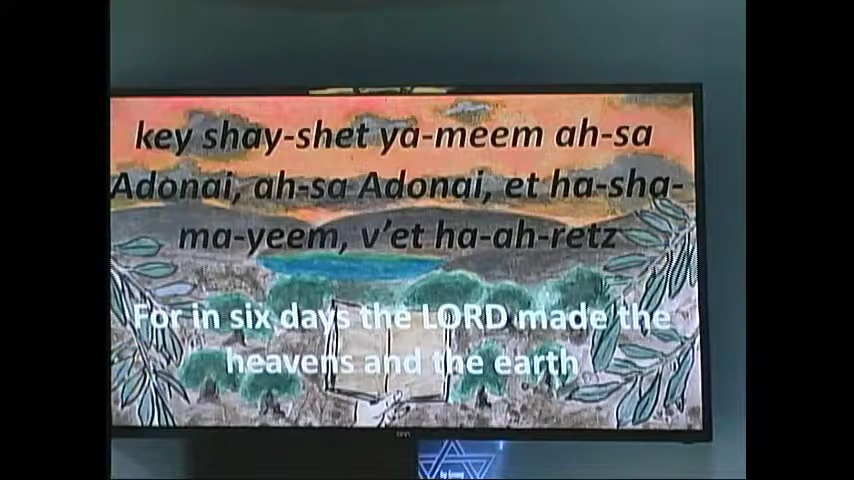 key shay-shet ya-meem ah-sa
Adonai, ah-sa Adonai, et ha-sha-
ma-yeem, v'et ha-ah-retz
For in six days the LORD made the
heavens and the earth